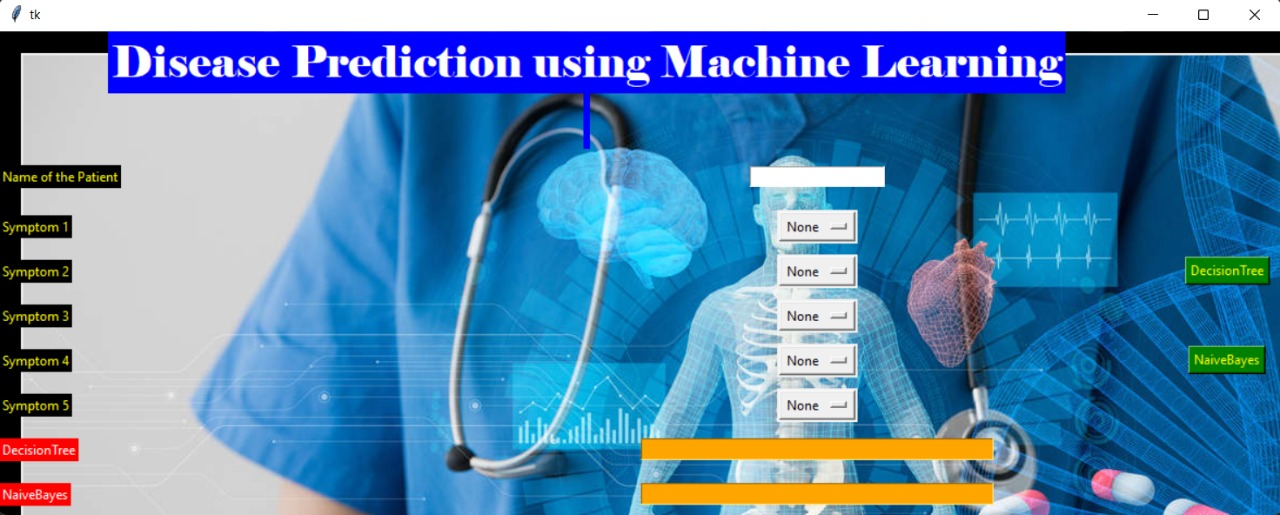 tk
Disease Prediction using Machine Learning
Name of the Patient
Symptom 1
None
Symptom 2
None
DecisionTree
Symptom 3
None
Symptom 4
None
NaiveBayes
Symptom 5
None
DecisionTree
NaiveBayes